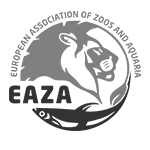 EUROPEAN ASSOCIATION OF ZOOS AND AQUARIA
EAZA